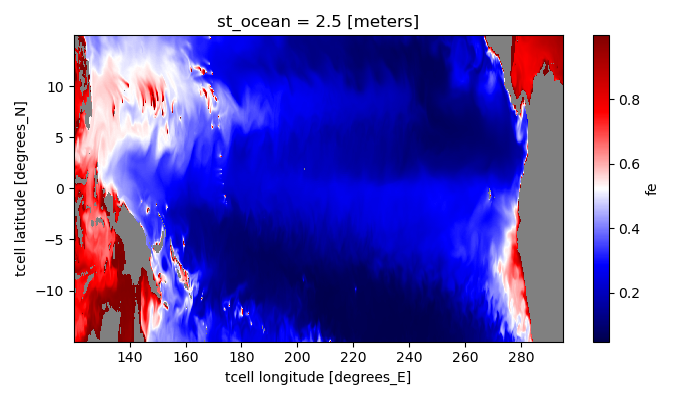 st_ocean = 2.5 [meters]
10
5
0
−5
−10
tcell latitude [degrees_N]
140 160 180 200 220 240 260 280
tcell longitude [degrees_E]
0.8
0.6
0.4
0.2
fe